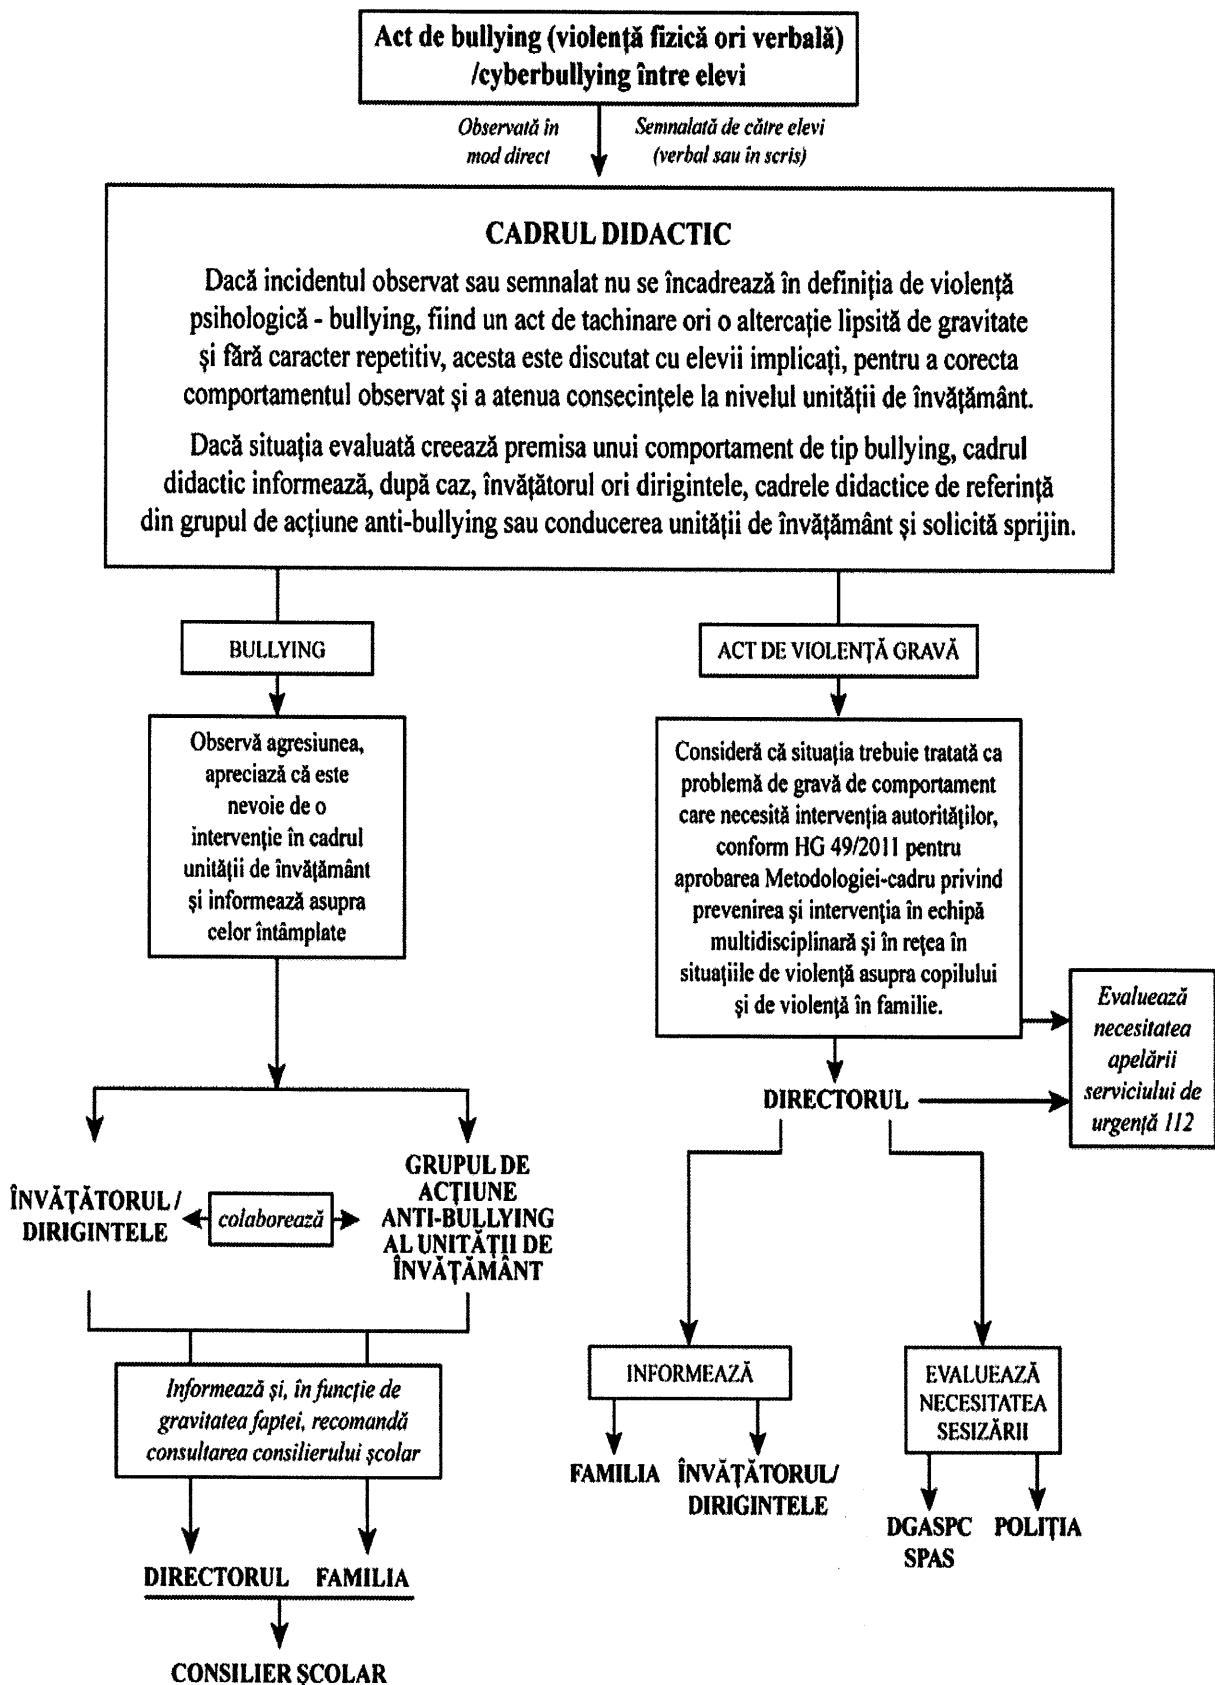 Act de bullying (violență fizică ori verbală)
/cyberbullying între elevi
Observată în
mod direct
Semnalată de către elevi
(verbal sau în scris)
CADRUL DIDACTIC
Dacă incidentul observat sau semnalat nu se încadrează în definiția de violență
psihologică - bullying, fiind un act de tachinare ori o altercație lipsită de gravitate
și fără caracter repetitiv, acesta este discutat cu elevii implicați, pentru a corecta
comportamentul observat și a atenua consecințele la nivelul unității de învățământ.
Dacă situația evaluată creează premisa unui comportament de tip bullying, cadrul
didactic informează, după caz, învățătorul ori dirigintele, cadrele didactice de referință
din grupul de acțiune anti-bullying sau conducerea unității de învățământ și solicită sprijin.
BULLYING
Observă agresiunea,
apreciază că este
nevoie de o
intervenție în cadrul
unității de învățământ
și informează asupra
celor întâmplate
ÎNVĂȚĂTORUL/
DIRIGINTELE
colaborează
GRUPUL DE
ACȚIUNE
ANTI-BULLYING
AL UNITĂȚII DE
ÎNVĂȚĂMÂNT
Informează și, în funcție de
gravitatea faptei, recomandă
consultarea consilierului școlar
DIRECTORUL
FAMILIA
CONSILIER ȘCOLAR
ACT DE VIOLENȚĂ GRAVĂ
Consideră că situația trebuie tratată ca
problemă de gravă de comportament
care necesită intervenția autorităților,
conform HG 49/2011 pentru
aprobarea Metodologiei-cadru privind
prevenirea și intervenția în echipă
multidisciplinară și în rețea în
situațiile de violență asupra copilului
și de violență în familie.
Evaluează
necesitatea
apelării
serviciului de
urgență 112
DIRECTORUL
INFORMEAZĂ
FAMILIA
ÎNVĂȚĂTORUL/
DIRIGINTELE
EVALUEAZĂ
NECESITATEA
SESIZĂRII
DGASPC
SPAS
POLIȚIA